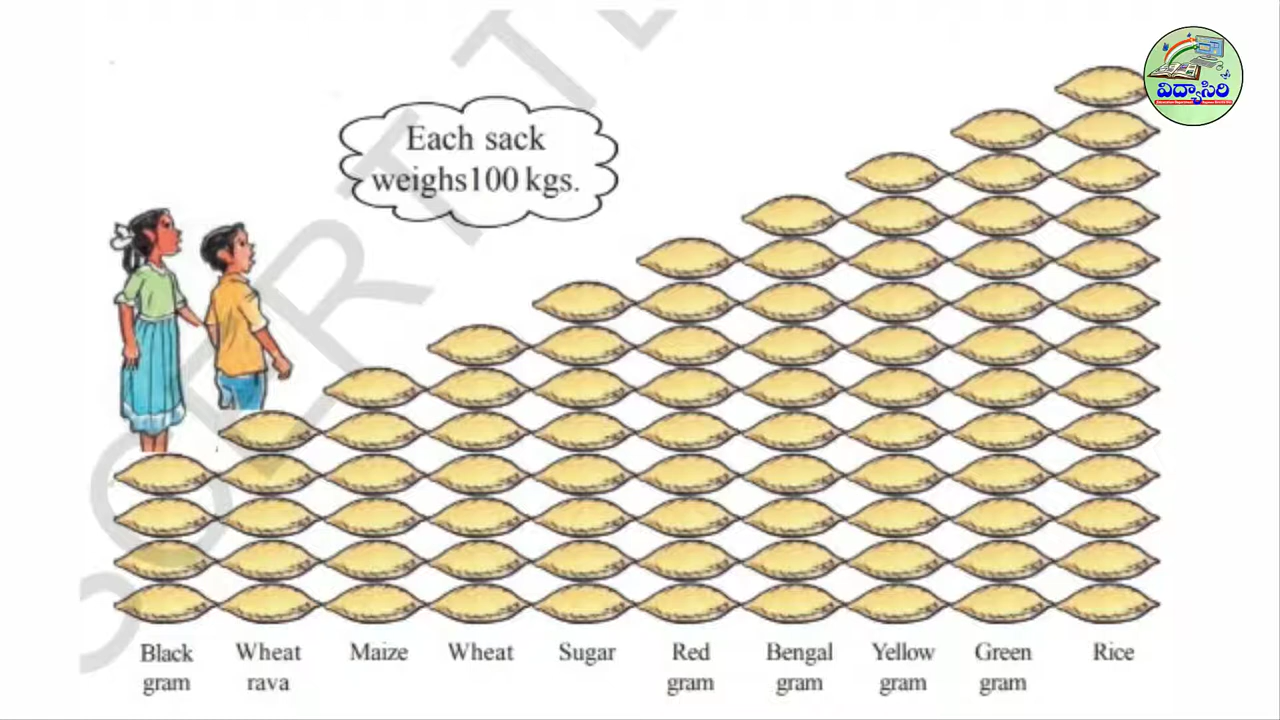 Each sack
weighs100 kgs.
విద్యాసిరి
Black
gram
Wheat
rava
Maize
Wheat
Sugar
Red
gram
Bengal
gram
Yellow
gram
Green
gram
Rice